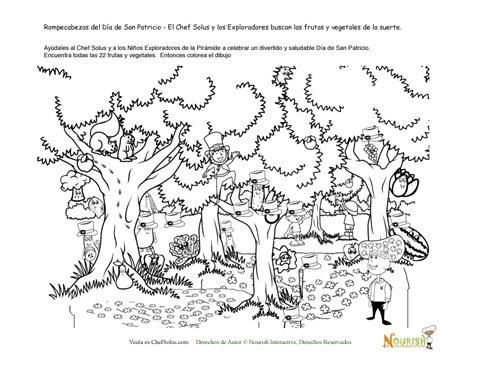 Rompecabezas del Día de San Patricio - El Chef Solus y los Exploradores buscan las frutas y vegetales de la suerte.
Ayúdales al Chef Solus y a los Niños Exploradores de la Pirámide a celebrar un divertido y saludable Día de San Patricio.
Encuentra todas las 22 frutas y vegetales. Entonces colorea el dibujo
Visita es ChefSolus.com Derechos de Autor © Nourish Interactive, Derechos Reservados
Nourish